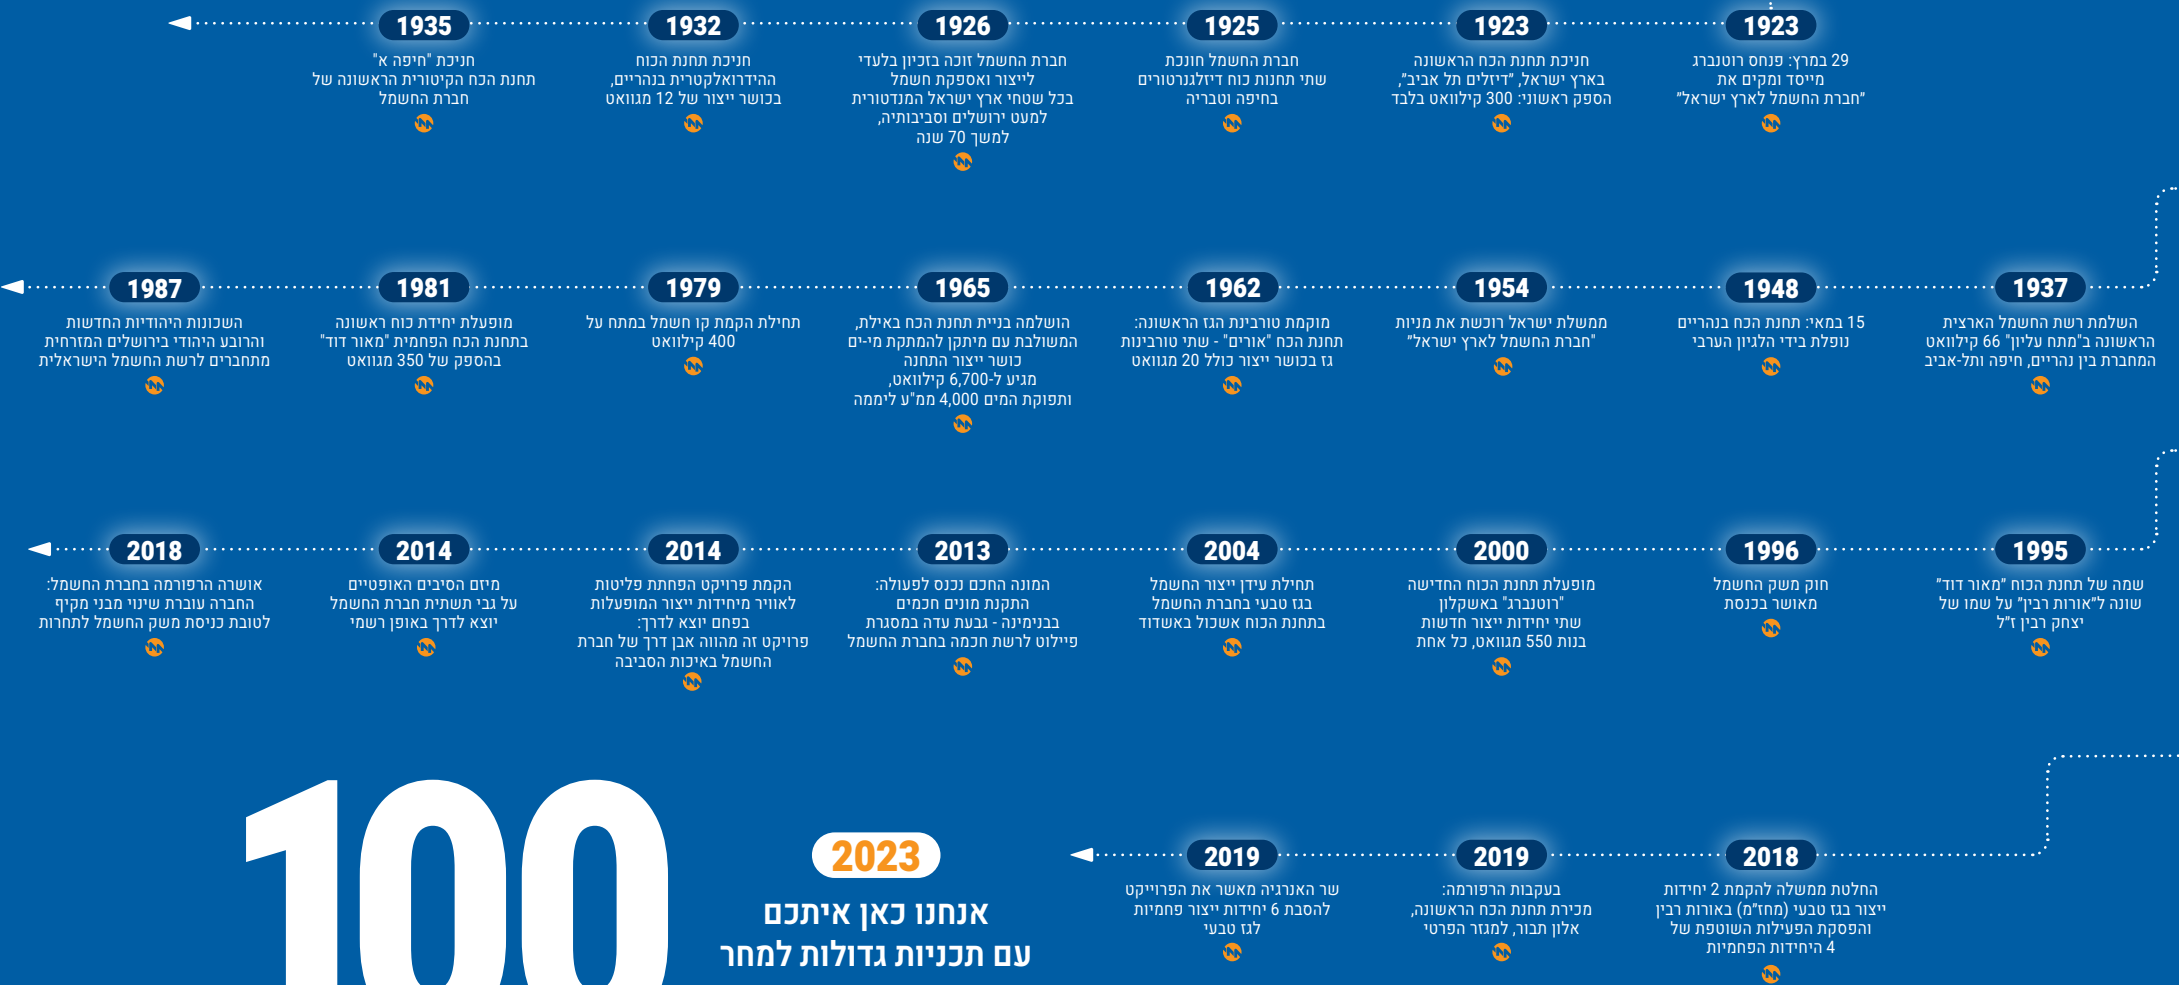 1923
29 במרץ: פנחס רוטנברג
מייסד ומקים את
״חברת החשמל לארץ ישראל״
1923
חניכת תחנת הכח הראשונה
בארץ ישראל, ״דיזלים תל אביב״,
הספק ראשוני: 300 קילוואט בלבד
1925
חברת החשמל חונכת
שתי תחנות כוח דיזלגנרטורים
בחיפה וטבריה
1926
חברת החשמל זוכה בזכיון בלעדי
לייצור ואספקת חשמל
בכל שטחי ארץ ישראל המנדטורית
למעט ירושלים וסביבותיה,
למשך 70 שנה
1932
חניכת תחנת הכוח
ההידרואלקטרית בנהריים,
בכושר ייצור של 12 מגוואט
1935
חניכת "חיפה א"
תחנת הכח הקיטורית הראשונה של
חברת החשמל
1937
השלמת רשת החשמל הארצית
הראשונה ב"מתח עליון" 66 קילוואט
המחברת בין נהריים, חיפה ותל-אביב
1948
15 במאי: תחנת הכח בנהריים
נופלת בידי הלגיון הערבי
1954
ממשלת ישראל רוכשת את מניות
"חברת החשמל לארץ ישראל״
1962
מוקמת טורבינת הגז הראשונה:
תחנת הכח "אורים" - שתי טורבינות
גז בכושר ייצור כולל 20 מגוואט
1965
הושלמה בניית תחנת הכח באילת,
המשולבת עם מיתקן להמתקת מי-ים
כושר ייצור התחנה
מגיע ל-6,700 קילוואט,
ותפוקת המים 4,000 ממ"ע ליממה
1979
תחילת הקמת קו חשמל במתח על
400 קילוואט
1981
מופעלת יחידת כוח ראשונה
בתחנת הכח הפחמית "מאור דוד"
בהספק של 350 מגוואט
1987
השכונות היהודיות החדשות
והרובע היהודי בירושלים המזרחית
מתחברים לרשת החשמל הישראלית
1995
שמה של תחנת הכוח ״מאור דוד״
שונה ל״אורות רבין״ על שמו של
יצחק רבין ז״ל
1996
חוק משק החשמל
מאושר בכנסת
2000
מופעלת תחנת הכוח החדישה
"רוטנברג" באשקלון
שתי יחידות ייצור חדשות
בנות 550 מגוואט, כל אחת
2004
תחילת עידן ייצור החשמל
בגז טבעי בחברת החשמל
בתחנת הכוח אשכול באשדוד
2013
המונה החכם נכנס לפעולה:
התקנת מונים חכמים
בבנימינה - גבעת עדה במסגרת
פיילוט לרשת חכמה בחברת החשמל
2014
הקמת פרויקט הפחתת פליטות
לאוויר מיחידות ייצור המופעלות
בפחם יוצא לדרך:
פרויקט זה מהווה אבן דרך של חברת
החשמל באיכות הסביבה
2014
מיזם הסיבים האופטיים
על גבי תשתית חברת החשמל
יוצא לדרך באופן רשמי
2018
אושרה הרפורמה בחברת החשמל:
החברה עוברת שינוי מבני מקיף
לטובת כניסת משק החשמל לתחרות
2018
החלטת ממשלה להקמת 2 יחידות
ייצור בגז טבעי (מחז״מ) באורות רבין
והפסקת הפעילות השוטפת של
4 היחידות הפחמיות
2019
בעקבות הרפורמה:
מכירת תחנת הכח הראשונה,
אלון תבור, למגזר הפרטי
2019
שר האנרגיה מאשר את הפרוייקט
להסבת 6 יחידות ייצור פחמיות
לגז טבעי
2023
אנחנו כאן איתכם
עם תכניות גדולות למחר
100